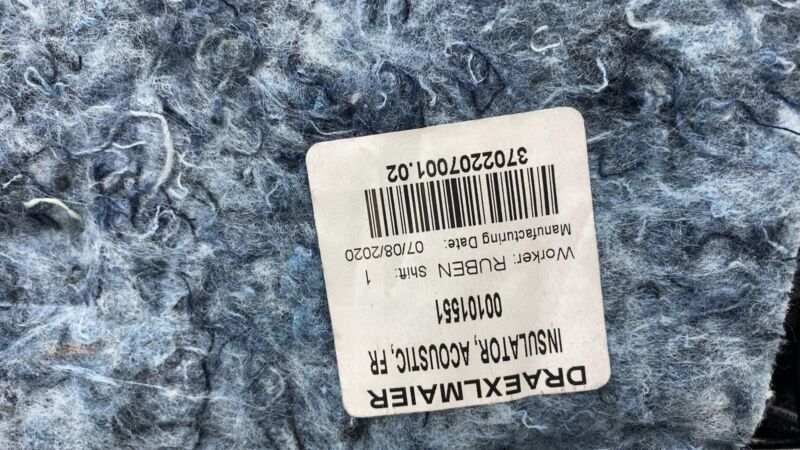 DRAEXLMAIER
INSULATOR, ACOUSTIC, FR
00101551
Worker: RUBEN Shift: 1
Manufacturing Date: 07/08/2020
3702207001.02